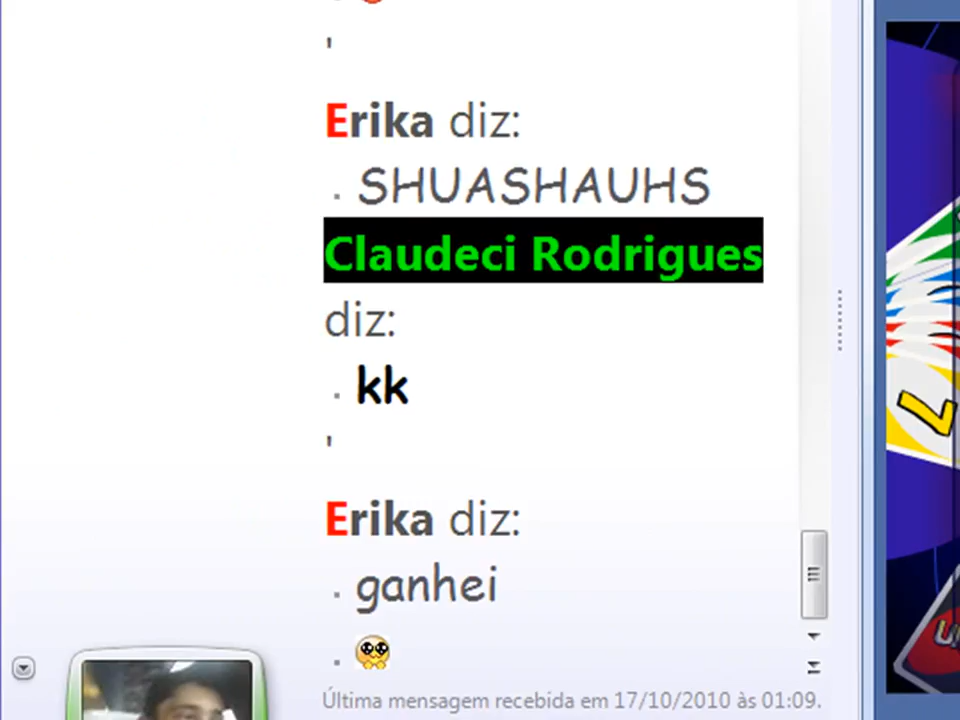 '
Erika diz:
. SHUASHAUHS
Claudeci Rodrigues
diz:
. kk
'
Erika diz:
. ganhei
.
Última mensagem recebida em 17/10/2010 às 01:09.
7